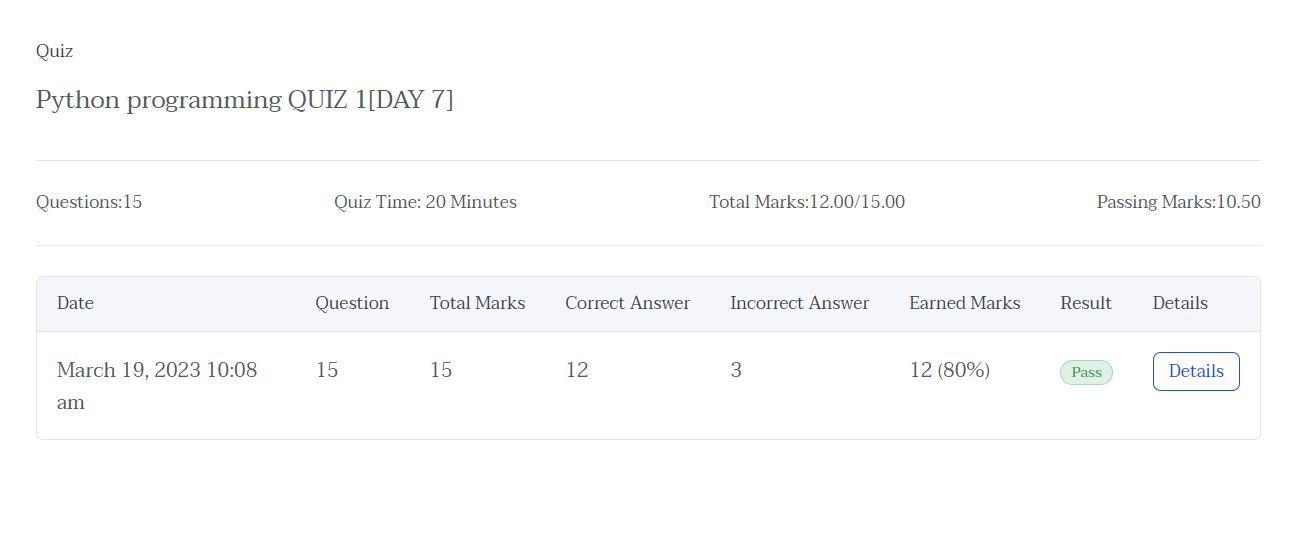 Quiz
Python programming QUIZ 1[DAY 7]
Questions:15 Quiz Time: 20 Minutes Total Marks:12.00/15.00 Passing Marks:10.50
Date Question Total Marks Correct Answer Incorrect Answer Earned Marks Result Details
March 19, 2023 10:08 15 15 12 3 12 (80%) Pass Details
am